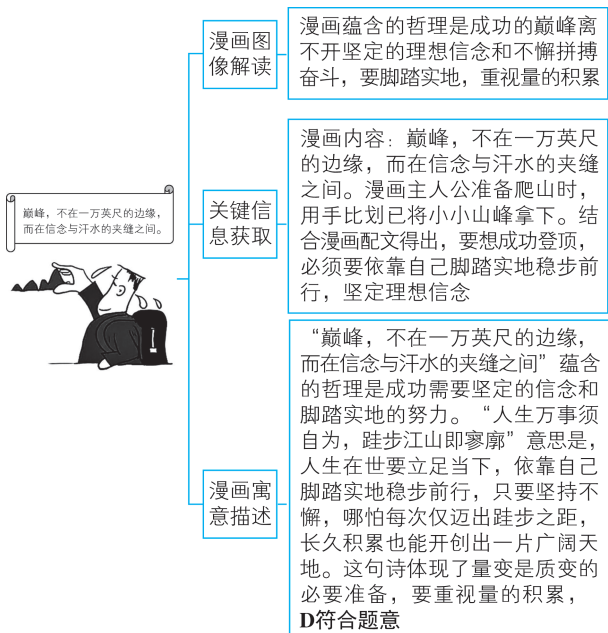 巅峰，不在一万英尺的边缘，
而在信念与汗水的夹缝之间。
漫画图
像解读
漫画蕴含的哲理是成功的巅峰离
不开坚定的理想信念和不懈拼搏
奋斗，要脚踏实地，重视量的积累
关键信
息获取
漫画内容：巅峰，不在一万英尺
的边缘，而在信念与汗水的夹缝
之间。漫画主人公准备爬山时，
用手比划已将小小山峰拿下。结
合漫画配文得出，要想成功登顶，
必须要依靠自己脚踏实地稳步前
行，坚定理想信念
漫画寓
意描述
“巅峰，不在一万英尺的边缘，
而在信念与汗水的夹缝之间”蕴含
的哲理是成功需要坚定的信念和
脚踏实地的努力。“人生万事须
自为，跬步江山即寥廓”意思是，
人生在世要立足当下，依靠自己
脚踏实地稳步前行，只要坚持不
懈，哪怕每次仅迈出跬步之距，
长久积累也能开创出一片广阔天
地。这句诗体现了量变是质变的
必要准备，要重视量的积累，
D符合题意